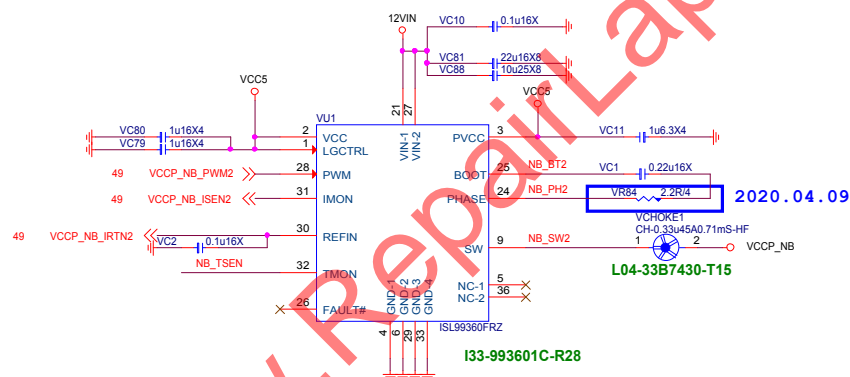 12VIN
VC10 0.1u16X
VC81 22u16X8
VC88 10u25X8
VCC5
VCC5
VU1
21
27
VC80 1u16X4
VC79 1u16X4
2 VCC
1 LGCTRL
VIN-1
VIN-2
PVCC 3
VC11 1u6.3X4
49 VCCP_NB_PWM2 28 PWM
BOOT 25 NB_BT2 VC1 0.22u16X
49 VCCP_NB_ISEN2 31 IMON
PHASE 24 NB_PH2 VR84 2.2R/4 2020.04.09
VCHOKE1
CH-0.33u45A0.71mS-HF
49 VCCP_NB_IRTN2 30 REFIN
VC2 0.1u16X
SW 9 NB_SW2 1 2 VCCP_NB
L04-33B7430-T15
NB_TSEN 32 TMON
NC-1 5
NC-2 36
26 FAULT#
GND-1
GND-2
GND-3
GND-4
4
6
29
33
ISL99360FRZ
I33-993601C-R28
.RepairLap